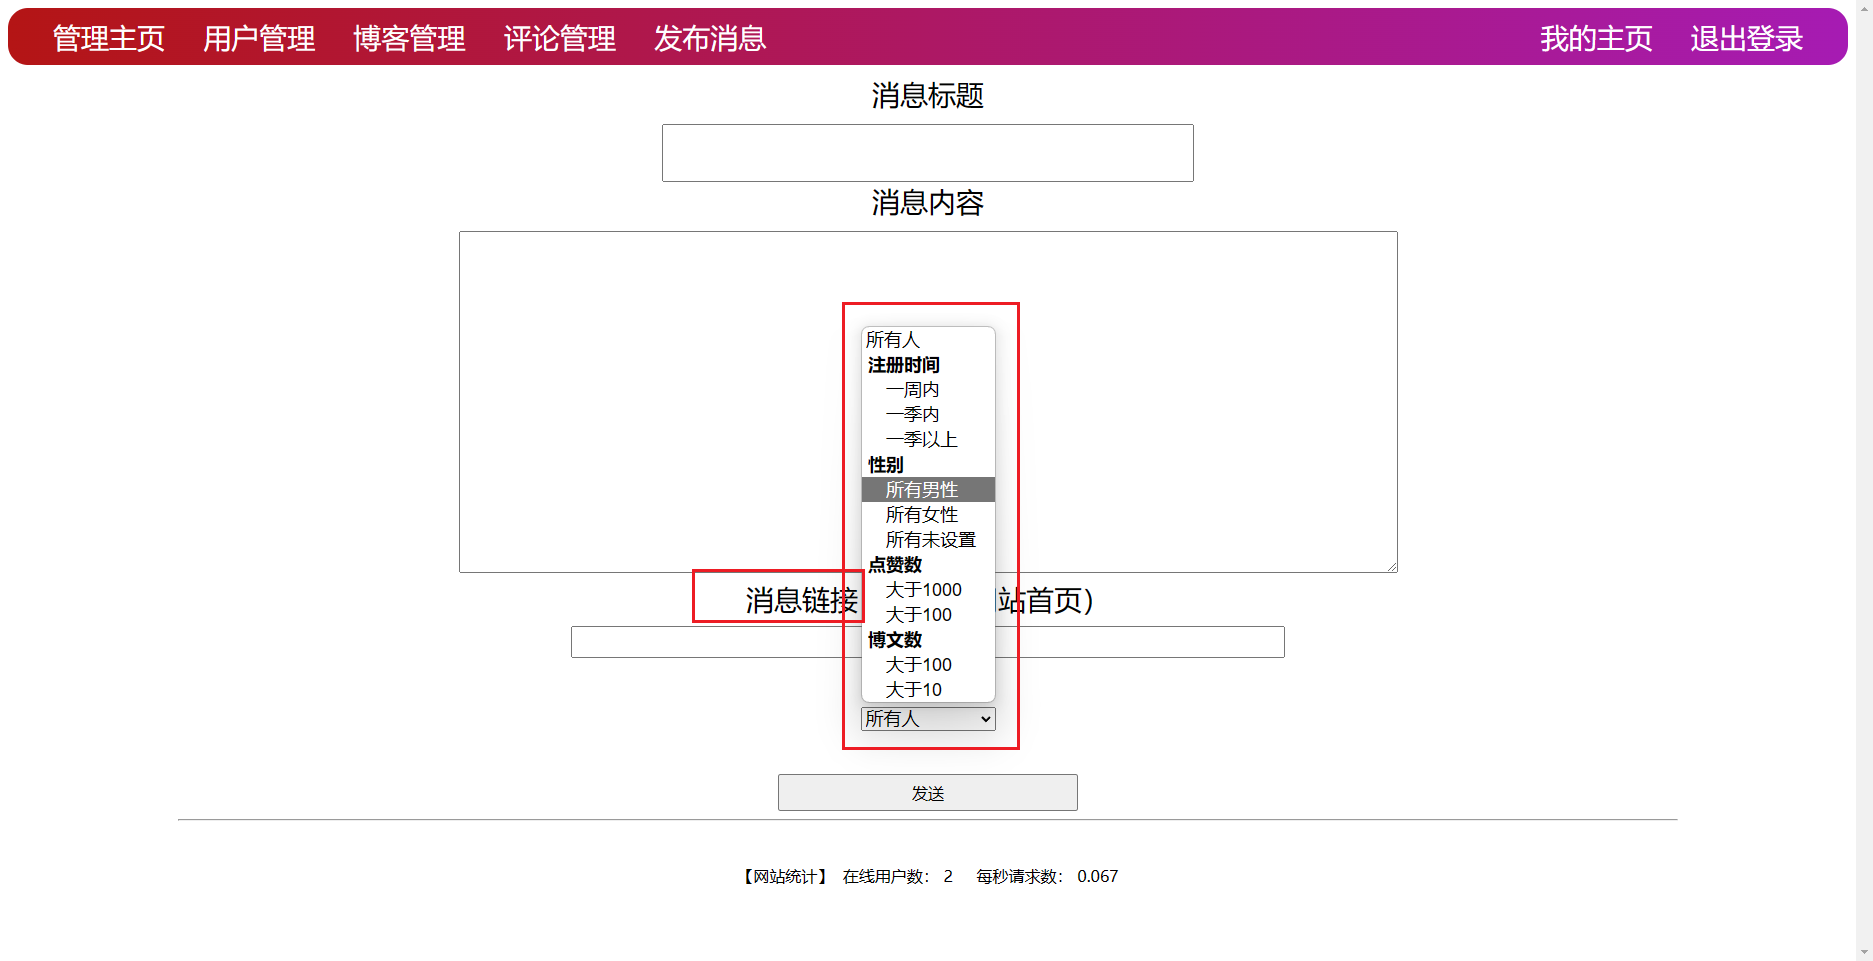 管理主页 用户管理 博客管理 评论管理 发布消息 我的主页 退出登录
消息标题
消息内容
所有人
注册时间
一周内
一季内
一季以上
性别
所有男性
所有女性
所有未设置
点赞数
大于1000
大于100
博文数
大于100
大于10
消息链接 站首页）
所有人
发送
【网站统计】 在线用户数： 2 每秒请求数： 0.067